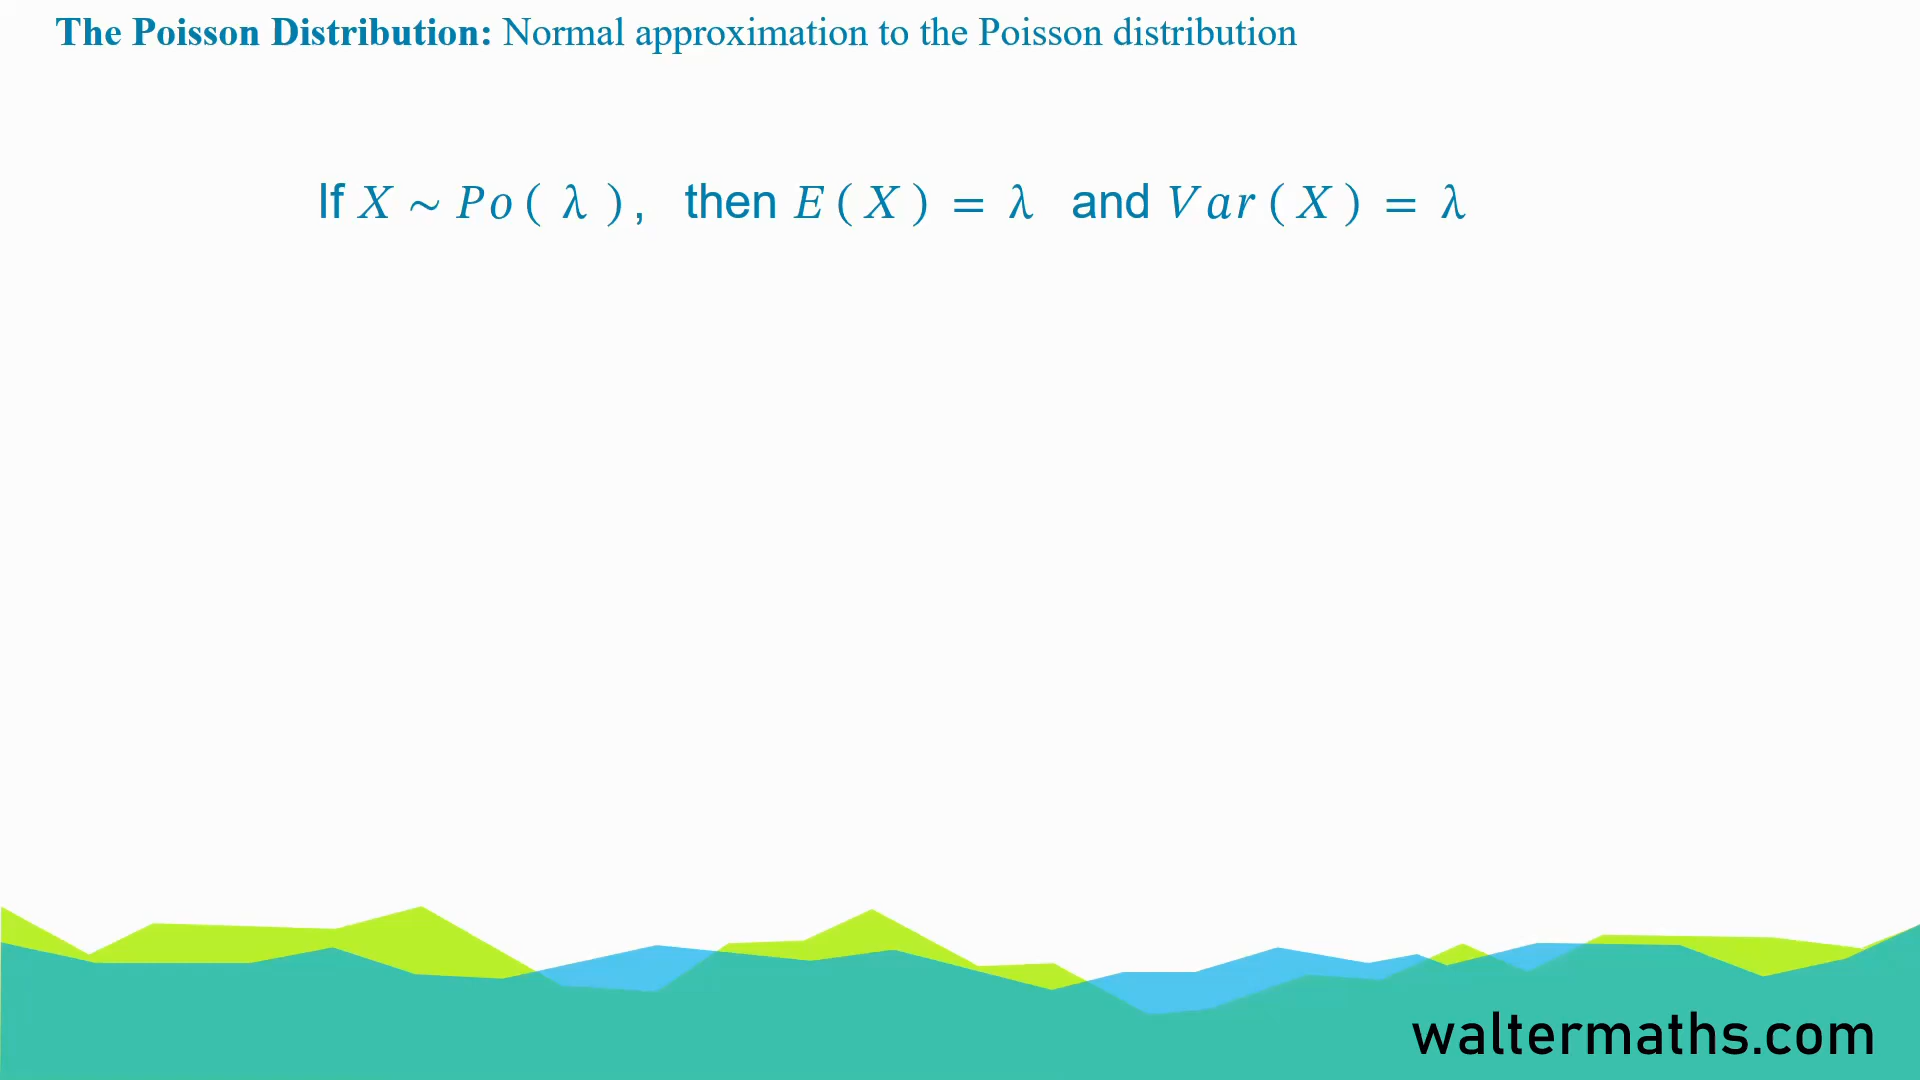 The Poisson Distribution: Normal approximation to the Poisson distribution
If X ~ Po( λ ), then E(X) = λ and Var(X) = λ
waltermaths.com